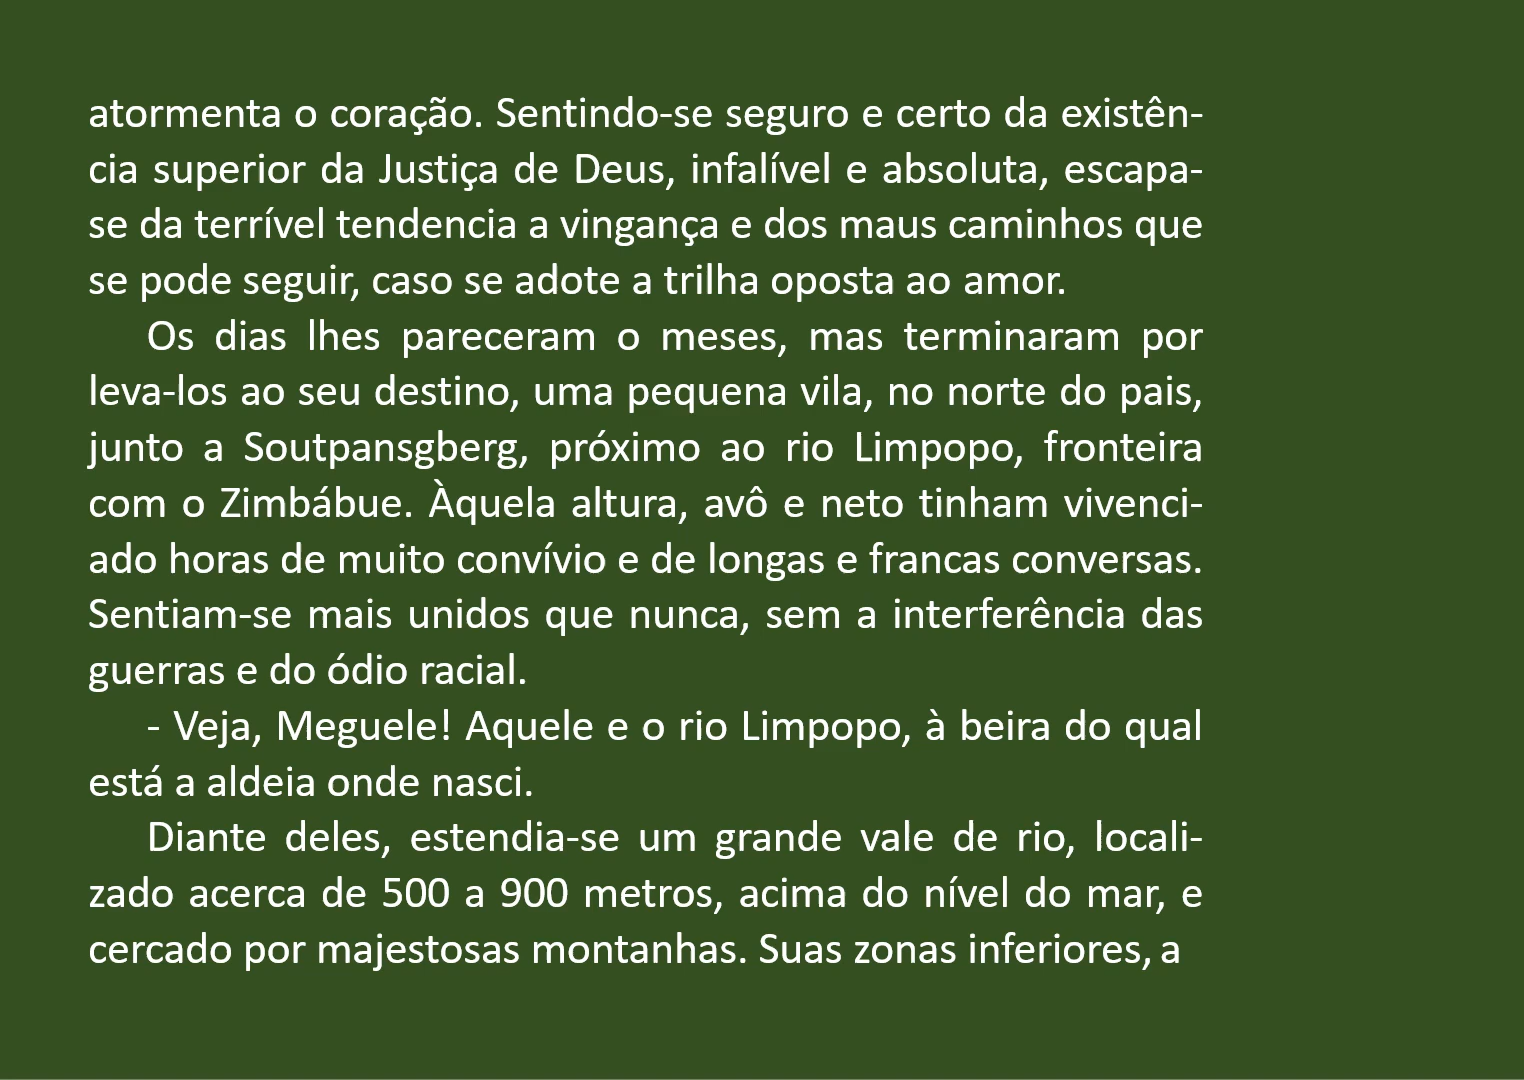 atormenta o coração. Sentindo-se seguro e certo da existên-
cia superior da Justiça de Deus, infalível e absoluta, escapa-
se da terrível tendencia a vingança e dos maus caminhos que
se pode seguir, caso se adote a trilha oposta ao amor.
Os dias lhes pareceram o meses, mas terminaram por
leva-los ao seu destino, uma pequena vila, no norte do pais,
junto a Soutpansgberg, próximo ao rio Limpopo, fronteira
com o Zimbábue. Àquela altura, avô e neto tinham vivenci-
ado horas de muito convívio e de longas e francas conversas.
Sentiam-se mais unidos que nunca, sem a interferência das
guerras e do ódio racial.
- Veja, Meguele! Aquele e o rio Limpopo, à beira do qual
está a aldeia onde nasci.
Diante deles, estendia-se um grande vale de rio, locali-
zado acerca de 500 a 900 metros, acima do nível do mar, e
cercado por majestosas montanhas. Suas zonas inferiores, a